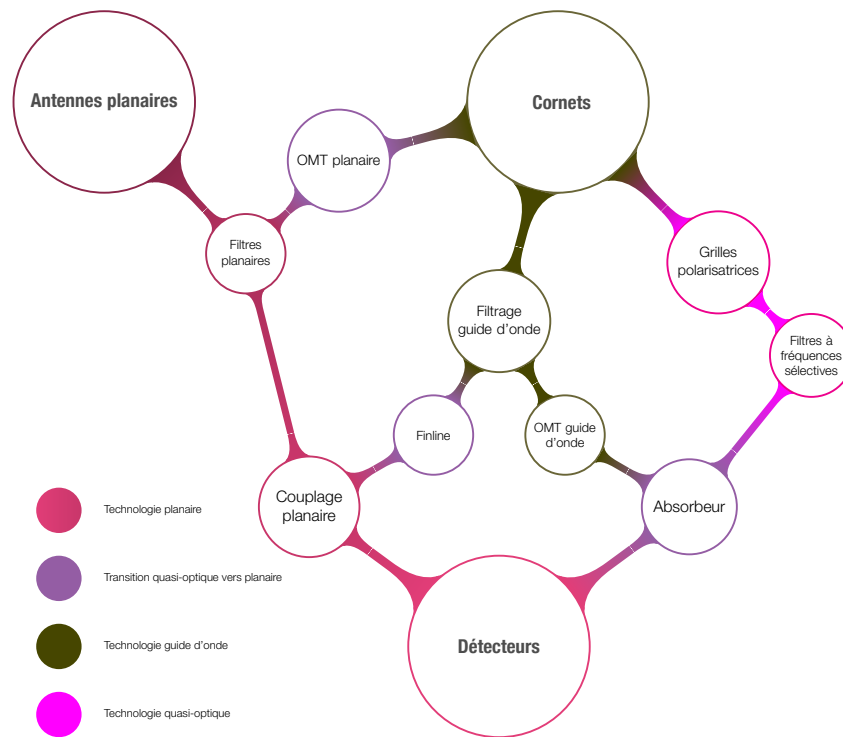 Antennes planaires
Cornets
OMT planaire
Filtres
planaires
Grilles
polarisatrices
Filtrage
guide d'onde
Filtres à
fréquences
sélectives
Finline
OMT guide
d'onde
Couplage
planaire
Absorbeur
Détecteurs
Technologie planaire
Transition quasi-optique vers planaire
Technologie guide d'onde
Technologie quasi-optique